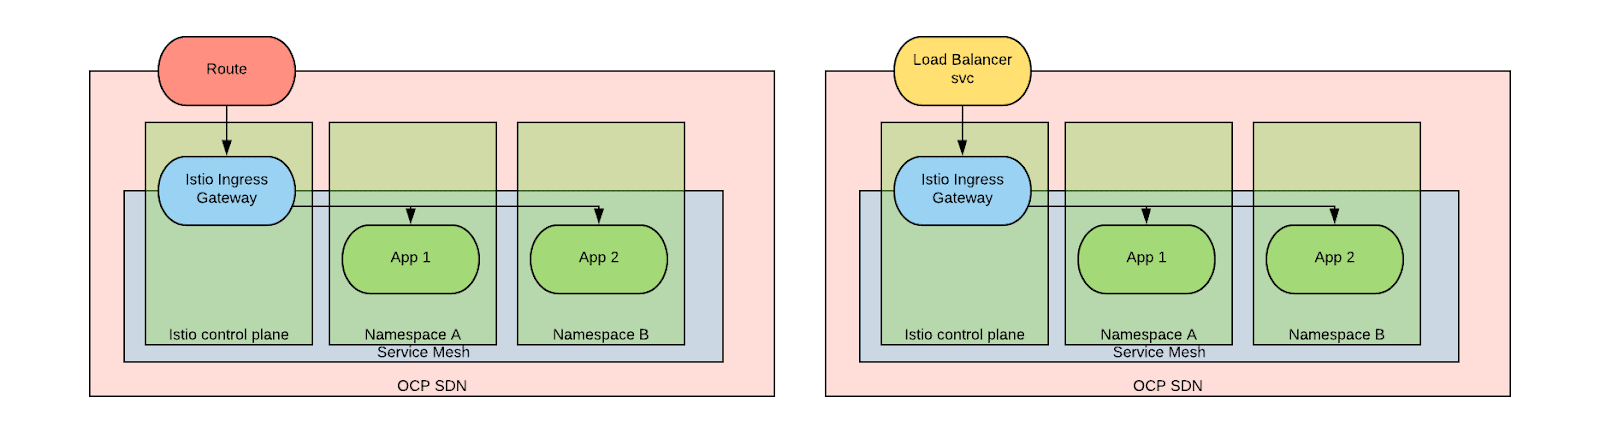 Route
Istio Ingress
Gateway
App 1
App 2
Istio control plane
Namespace A
Namespace B
Service Mesh
OCP SDN
Load Balancer
svc
Istio Ingress
Gateway
App 1
App 2
Istio control plane
Namespace A
Namespace B
Service Mesh
OCP SDN